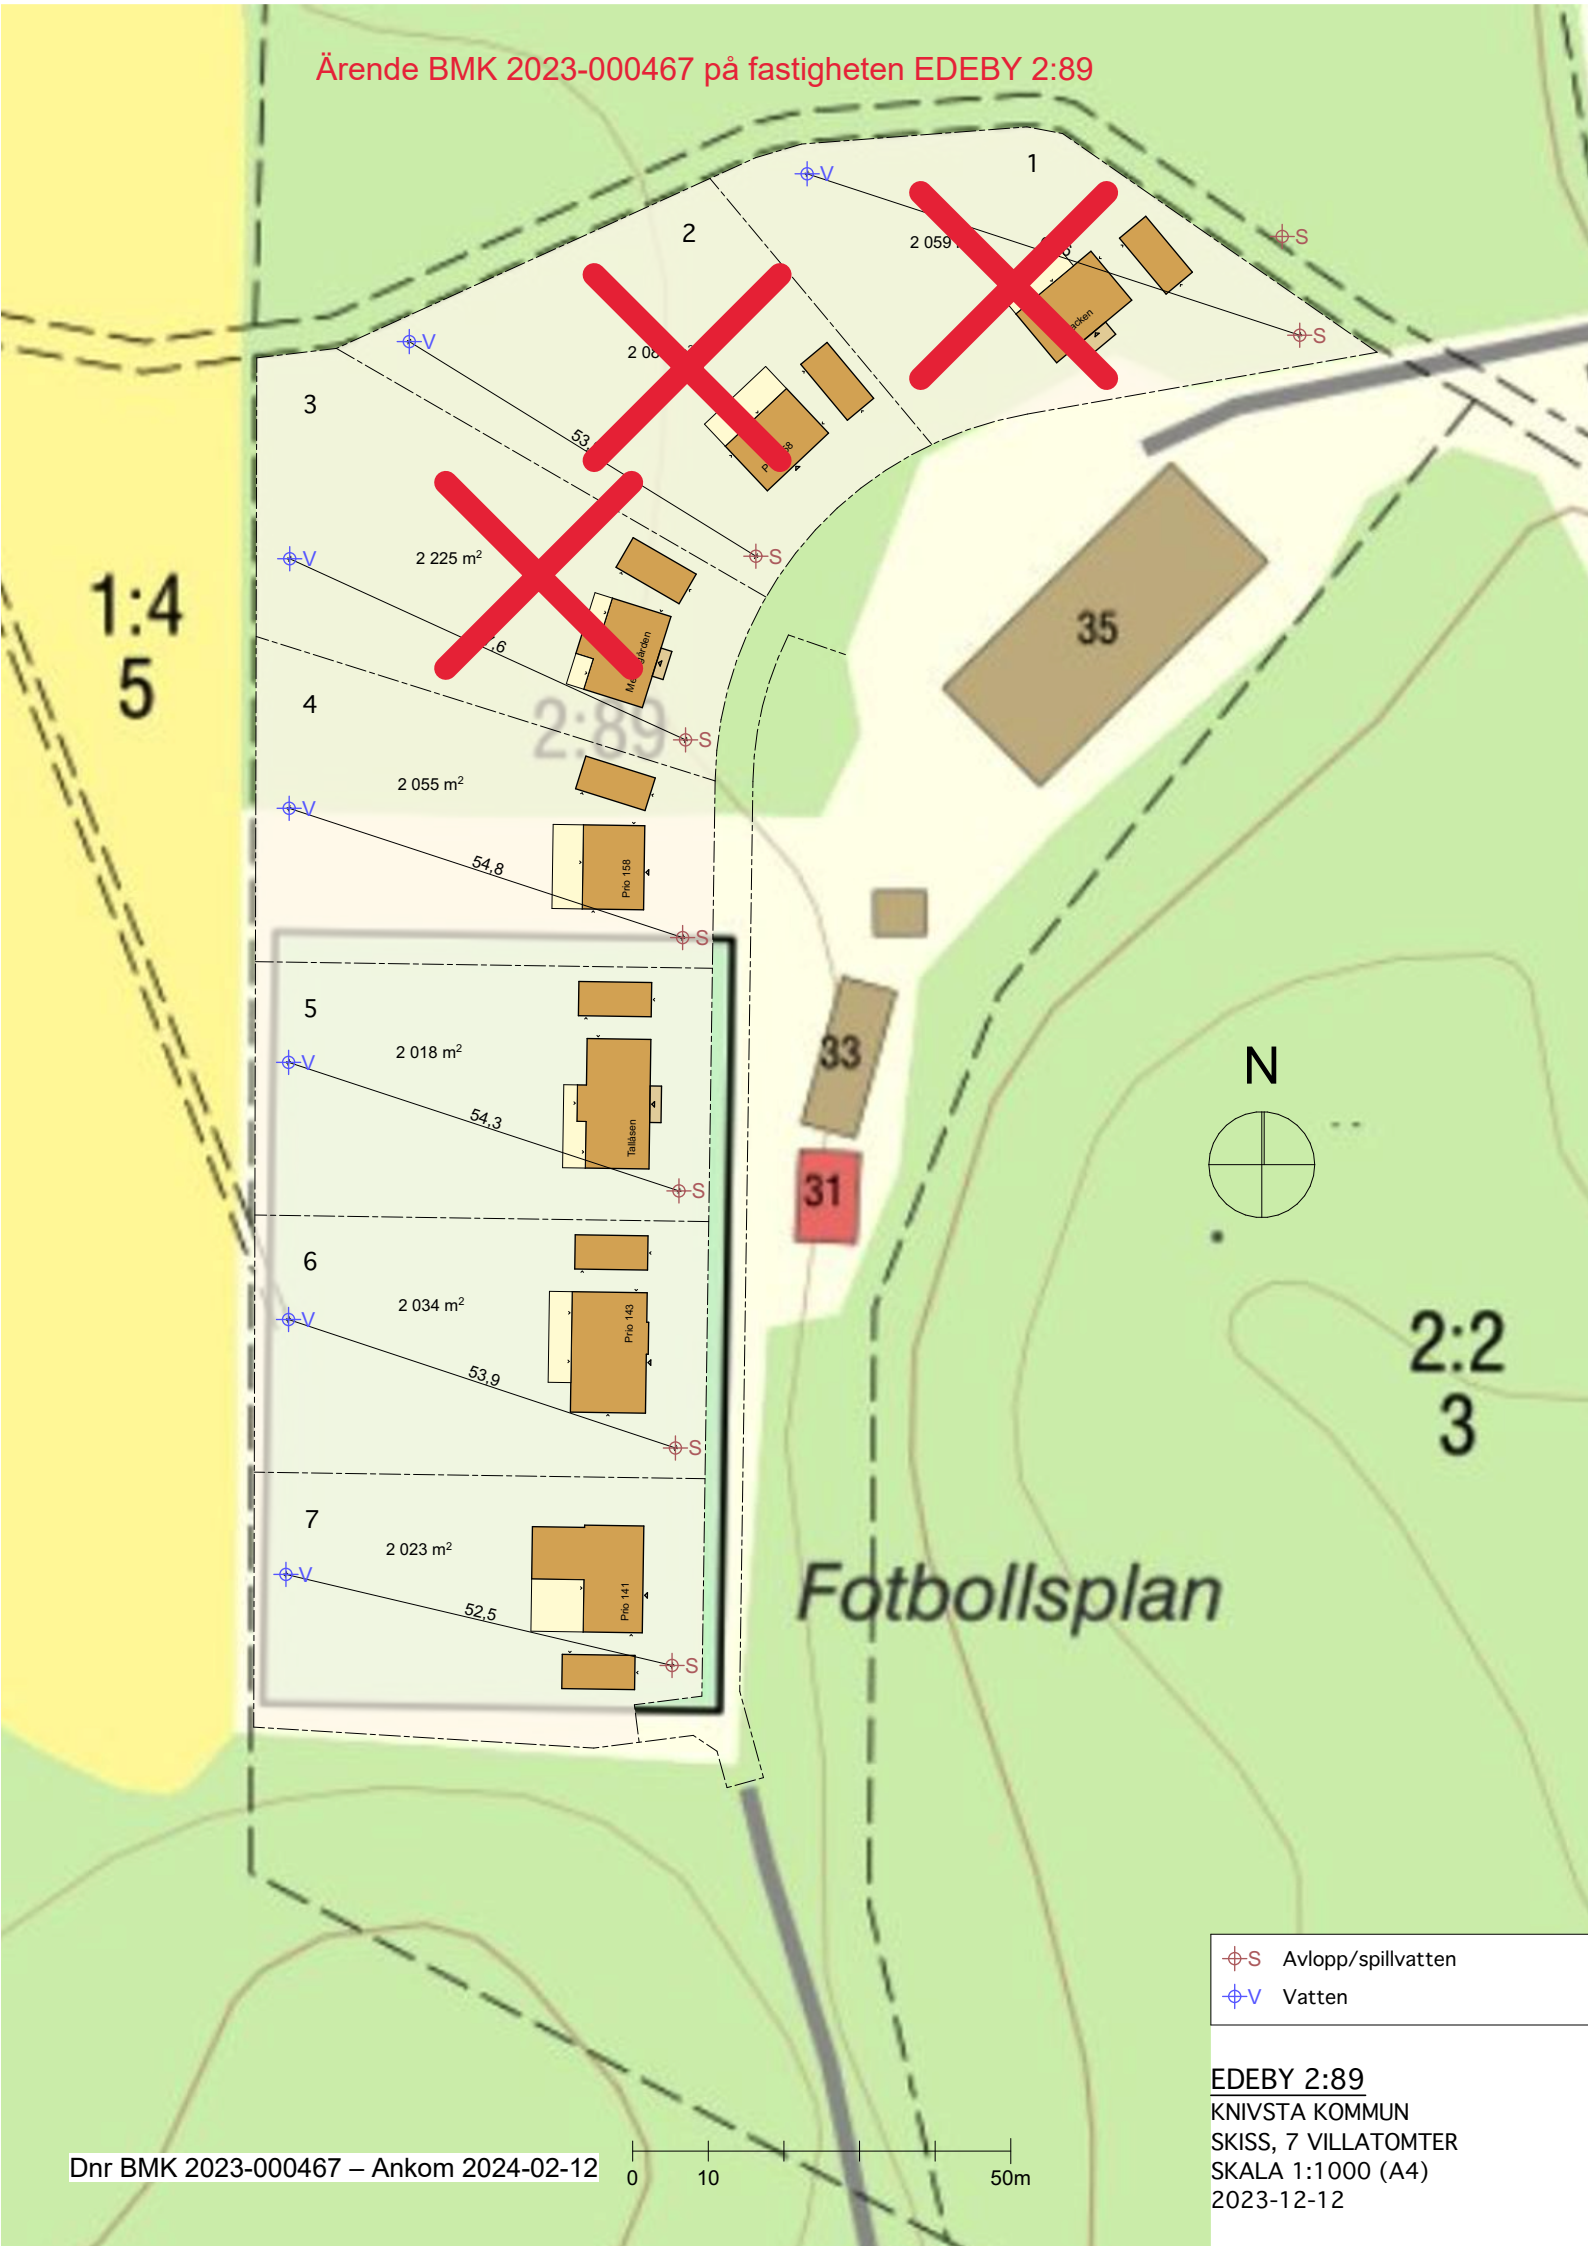 Ärende BMK 2023-000467 på fastigheten EDEBY 2:89
1
V
2 059
S
S
2
V
2 08
53,
S
3
V
2 225 m²
,6
S
2:89
1:4
5
4
V
2 055 m²
54,8
Prio 158
S
35
5
V
2 018 m²
54,3
Tallåsen
S
33
31
N
6
V
2 034 m²
53,9
Prio 143
S
2:2
3
7
V
2 023 m²
52,5
Prio 141
S
Fotbollsplan
S Avlopp/spillvatten
V Vatten
EDEBY 2:89
KNIVSTA KOMMUN
SKISS, 7 VILLATOMTER
SKALA 1:1000 (A4)
2023-12-12
Dnr BMK 2023-000467 – Ankom 2024-02-12
0 10 50m